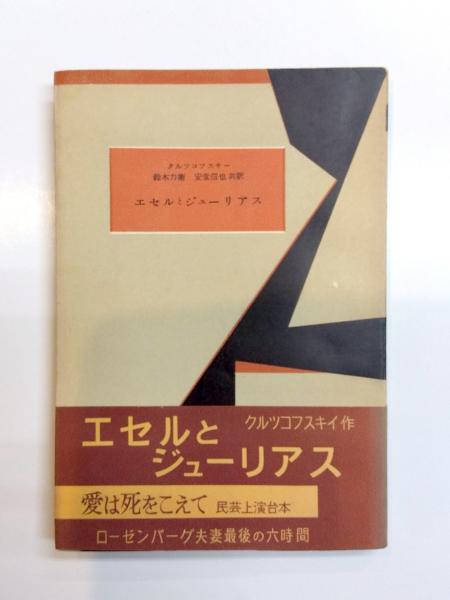 クルツコフスキー
鈴木力衛 安堂信也共訳
エセルとジューリアス
エセルと クルツコフスキイ作
ジューリアス
愛は死をこえて 民芸上演台本
ローゼンバーグ夫妻最後の六時間